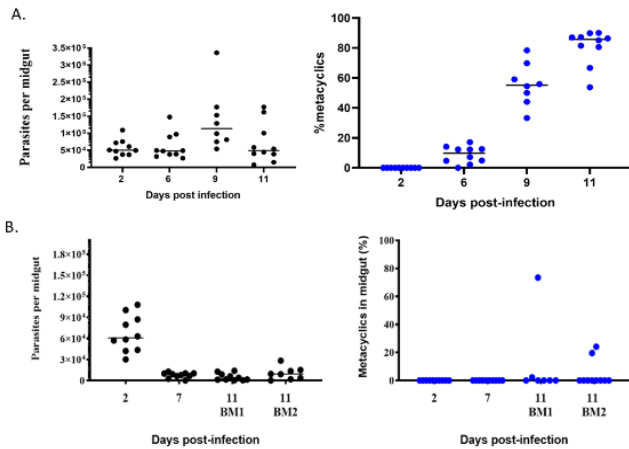 A.
Parasites per midgut
3.5×10⁵
3×10⁵
2.5×10⁵
2×10⁵
1.5×10⁵
1×10⁵
5×10⁴
2 6 9 11
Days post infection
%metacyclics
100
80
60
40
20
0
2 6 9 11
Days post-infection
B.
Parasites per midgut
1.8×10⁵
1.5×10⁵
1.2×10⁵
9×10⁴
6×10⁴
3×10⁴
0
2 7 11 11
BM1 BM2
Days post-infection
Metacyclics in midgut (%)
100
80
60
40
20
0
2 7 11 11
BM1 BM2
Days post-infection